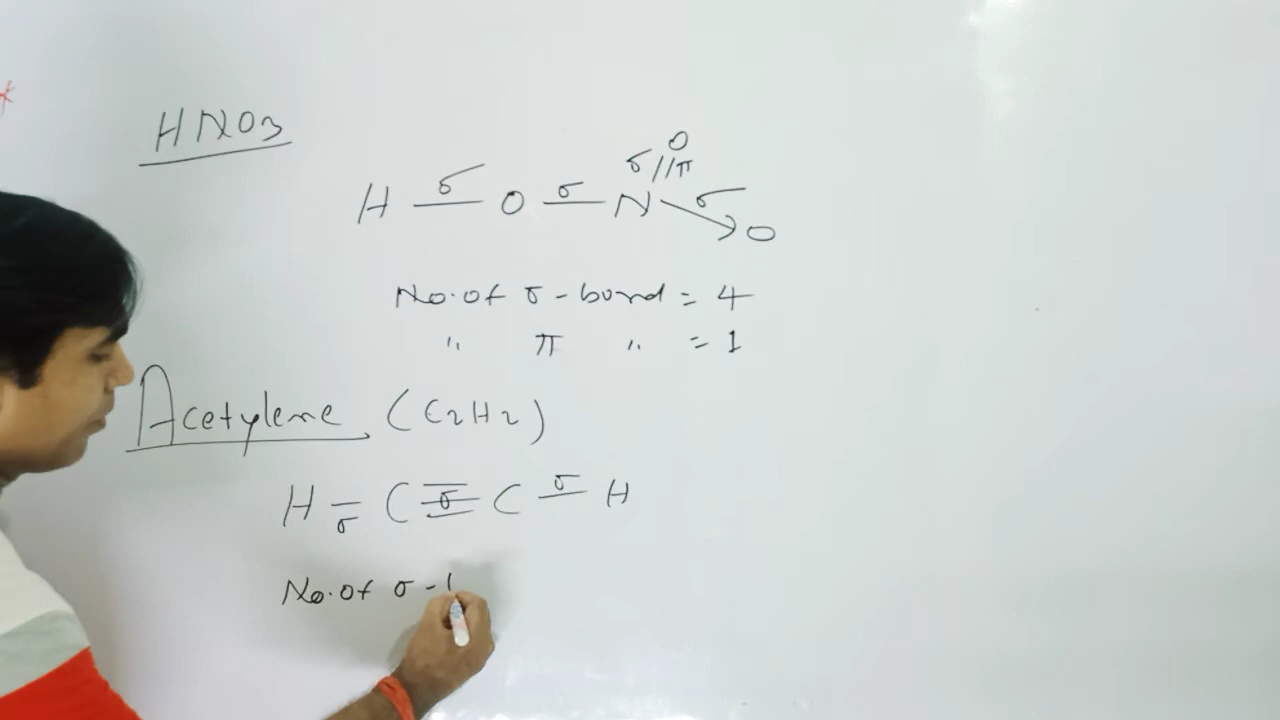 HNO3
O
σ//π
H σ— O σ— N σ→ O
No. of σ-bond = 4
" π " = 1
Acetylene (C2H2)
H —σ C ≡σ C σ— H
No. of σ-